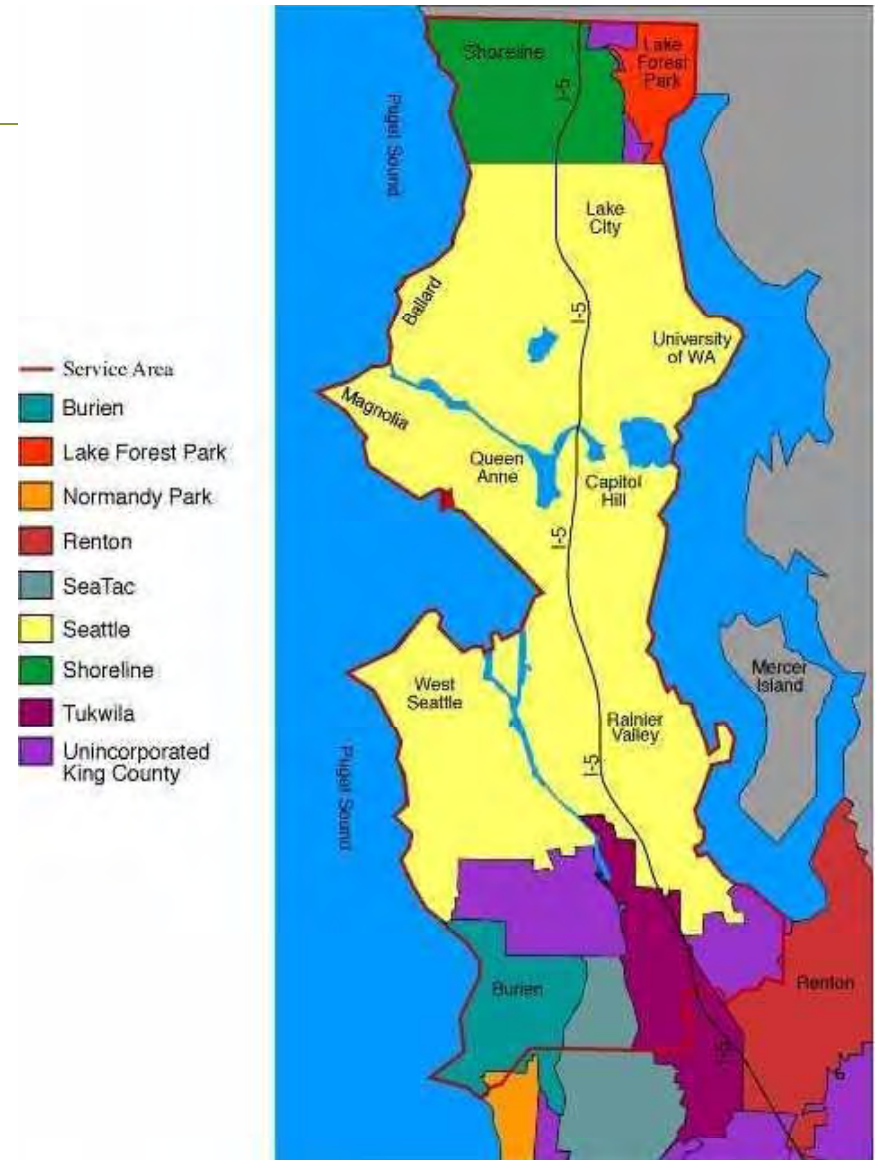 Service Area
Burien
Lake Forest Park
Normandy Park
Renton
SeaTac
Seattle
Shoreline
Tukwila
Unincorporated
King County
Shoreline
Lake
Forest
Park
I-5
Puget Sound
Lake
City
Ballard
I-5
University
of WA
Magnolia
Queen
Anne
Capitol
Hill
I-5
Mercer
Island
West
Seattle
Rainier
Valley
I-5
Puget Sound
Burien
Renton
I-5